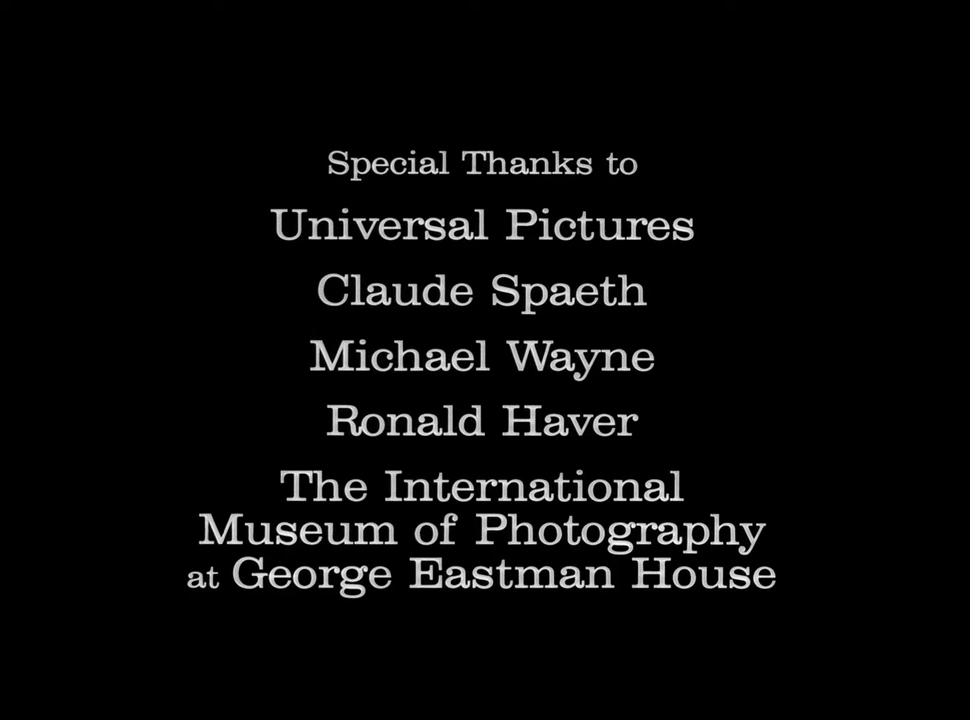 Special Thanks to
Universal Pictures
Claude Spaeth
Michael Wayne
Ronald Haver
The International
Museum of Photography
at George Eastman House